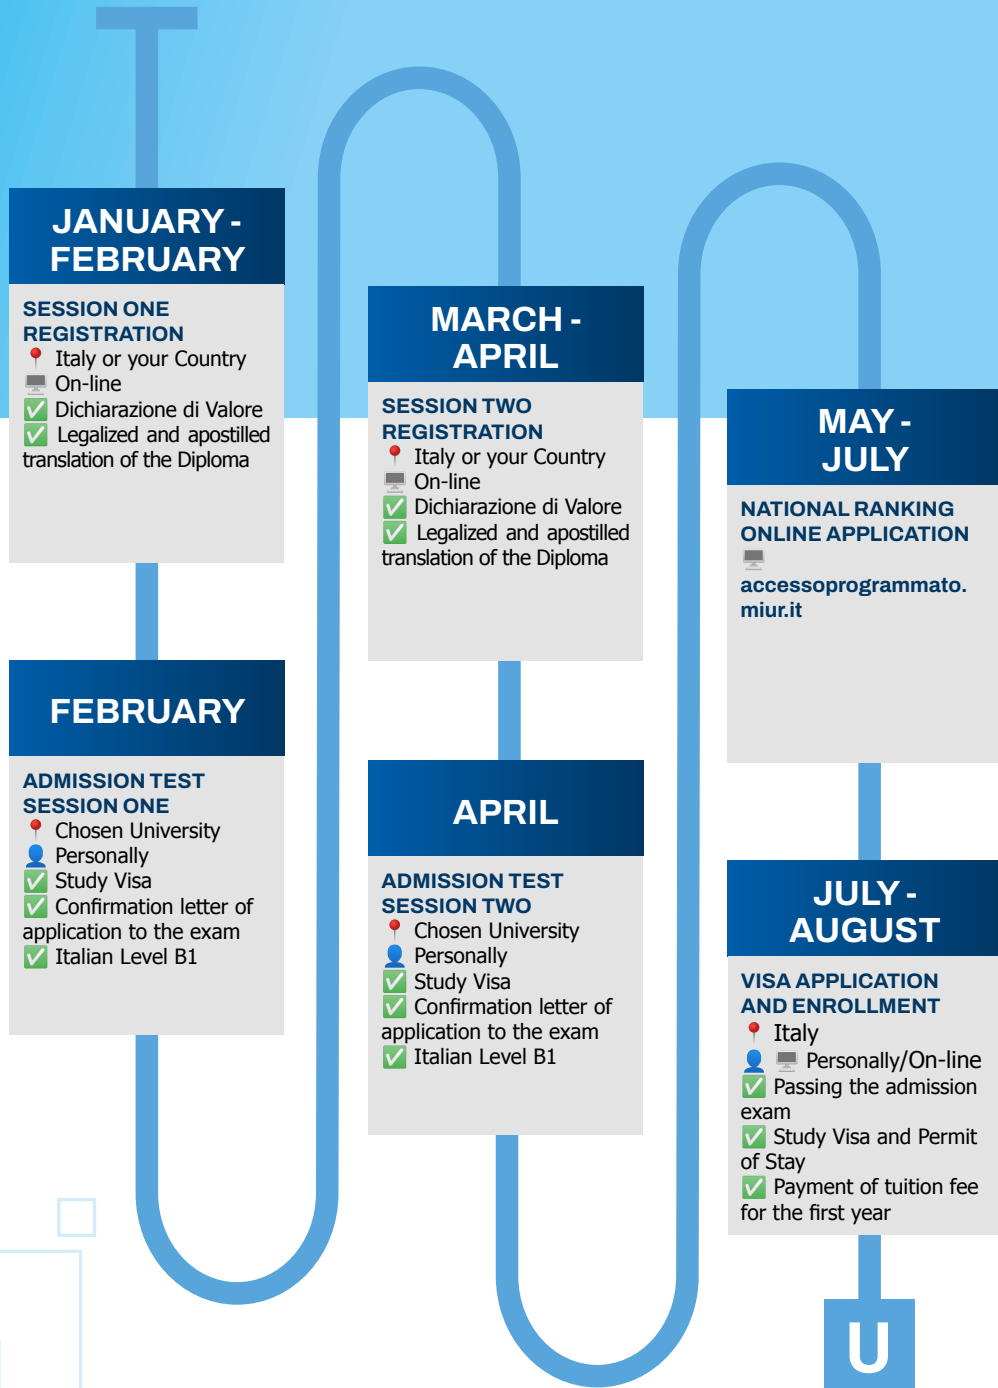 JANUARY -
FEBRUARY
SESSION ONE
REGISTRATION
📍 Italy or your Country
🖥️ On-line
✅ Dichiarazione di Valore
✅ Legalized and apostilled
translation of the Diploma
FEBRUARY
ADMISSION TEST
SESSION ONE
📍 Chosen University
👤 Personally
✅ Study Visa
✅ Confirmation letter of
application to the exam
✅ Italian Level B1
MARCH -
APRIL
SESSION TWO
REGISTRATION
📍 Italy or your Country
🖥️ On-line
✅ Dichiarazione di Valore
✅ Legalized and apostilled
translation of the Diploma
APRIL
ADMISSION TEST
SESSION TWO
📍 Chosen University
👤 Personally
✅ Study Visa
✅ Confirmation letter of
application to the exam
✅ Italian Level B1
MAY -
JULY
NATIONAL RANKING
ONLINE APPLICATION
🖥️
accessoprogrammato.
miur.it
JULY -
AUGUST
VISA APPLICATION
AND ENROLLMENT
📍 Italy
👤 🖥️ Personally/On-line
✅ Passing the admission
exam
✅ Study Visa and Permit
of Stay
✅ Payment of tuition fee
for the first year
U